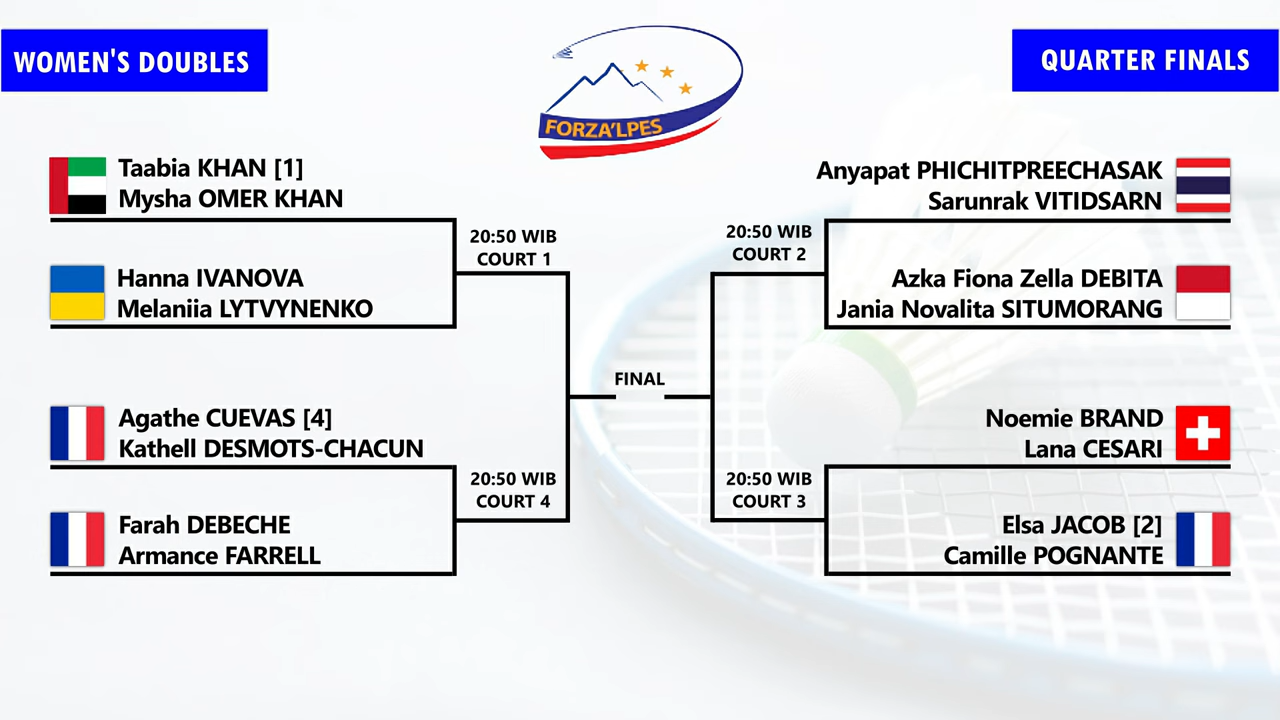 WOMEN'S DOUBLES
FORZA'LPES
QUARTER FINALS
Taabia KHAN [1]
Mysha OMER KHAN
Hanna IVANOVA
Melaniia LYTVYNENKO
20:50 WIB
COURT 1
Agathe CUEVAS [4]
Kathell DESMOTS-CHACUN
Farah DEBECHE
Armance FARRELL
20:50 WIB
COURT 4
FINAL
Anyapat PHICHITPREECHASAK
Sarunrak VITIDSARN
20:50 WIB
COURT 2
Azka Fiona Zella DEBITA
Jania Novalita SITUMORANG
Noemie BRAND
Lana CESARI
20:50 WIB
COURT 3
Elsa JACOB [2]
Camille POGNANTE